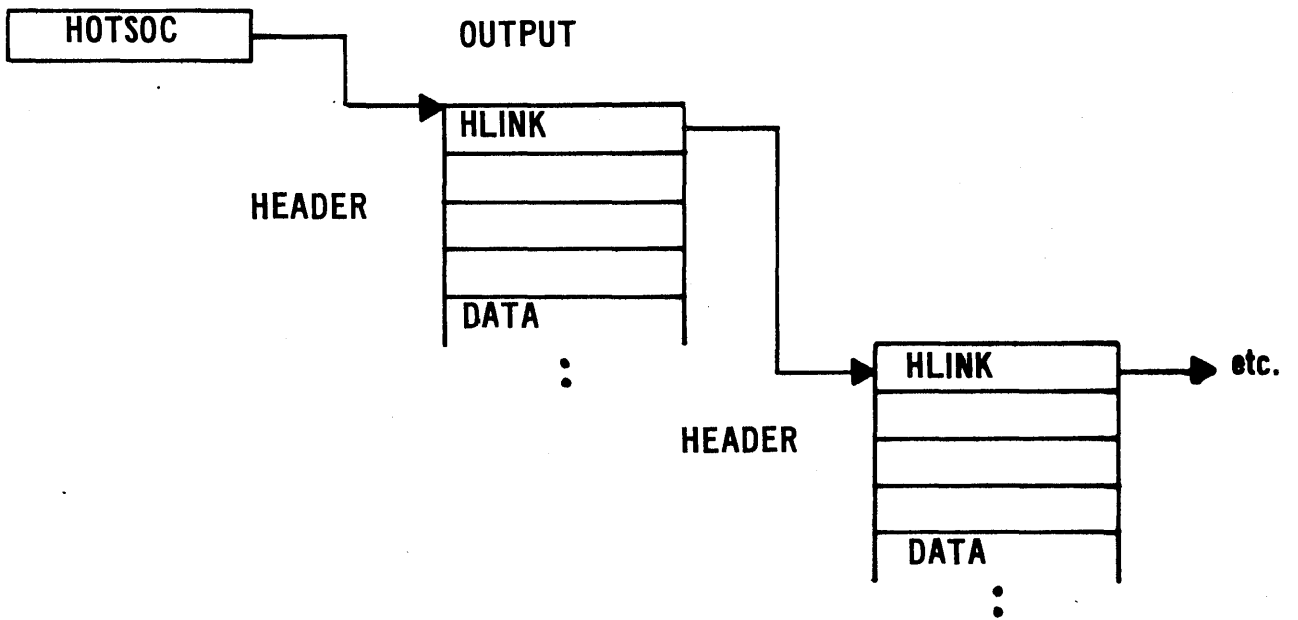 HOTSOC
OUTPUT
HLINK
HEADER
DATA
:
HLINK
etc.
HEADER
DATA
: